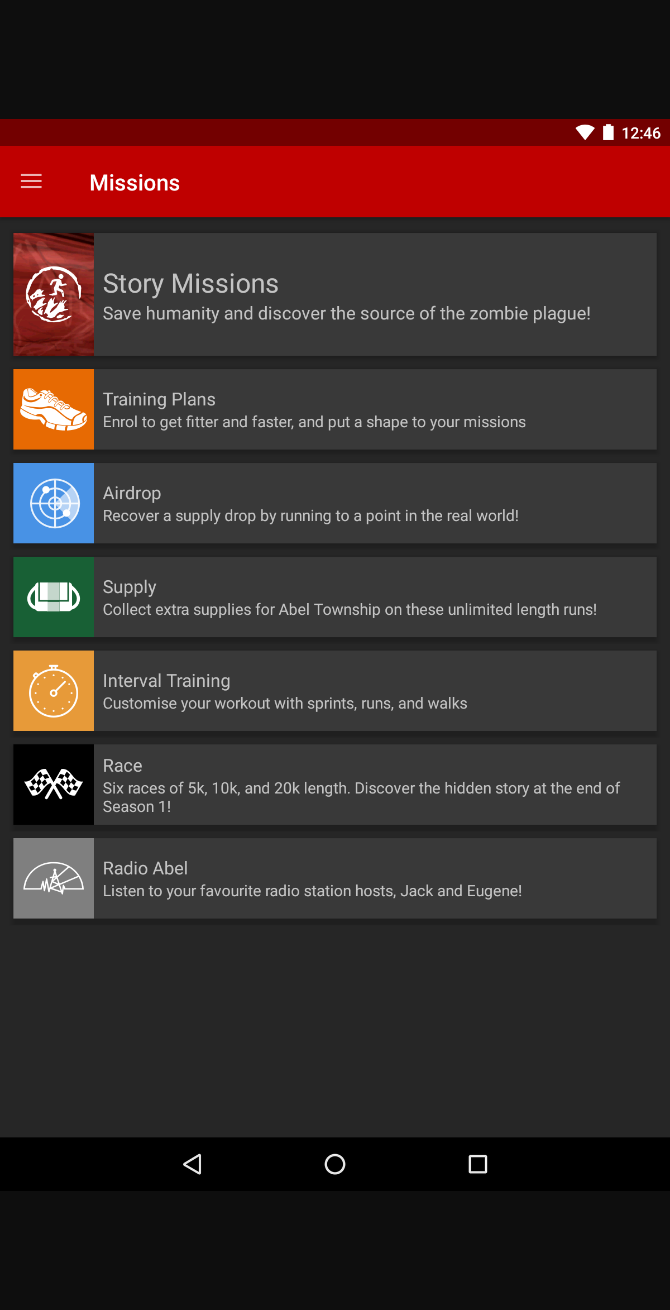 12:46
Missions
Story Missions
Save humanity and discover the source of the zombie plague!
Training Plans
Enrol to get fitter and faster, and put a shape to your missions
Airdrop
Recover a supply drop by running to a point in the real world!
Supply
Collect extra supplies for Abel Township on these unlimited length runs!
Interval Training
Customise your workout with sprints, runs, and walks
Race
Six races of 5k, 10k, and 20k length. Discover the hidden story at the end of
Season 1!
Radio Abel
Listen to your favourite radio station hosts, Jack and Eugene!